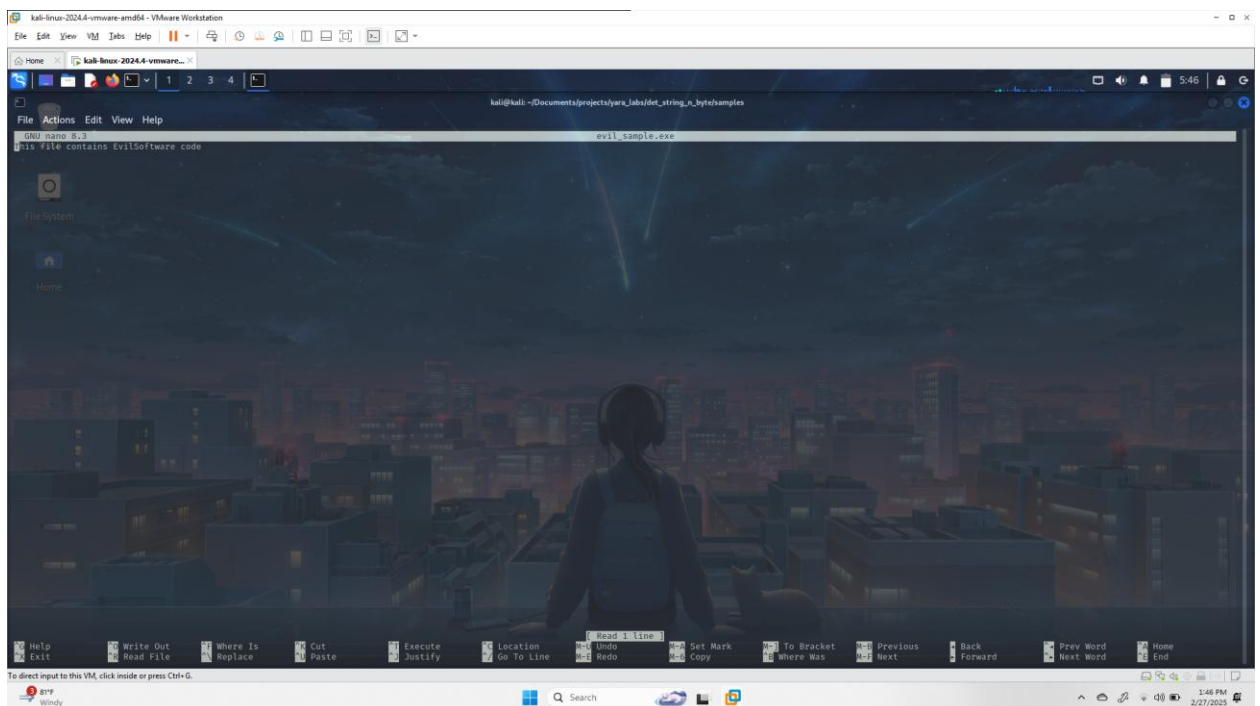 kali-linux-2024.4-vmware-amd64 - VMware Workstation
File Edit View VM Tabs Help
Home kali-linux-2024.4-vmware...
1 2 3 4 5:46
kali@kali: ~/Documents/projects/yara_labs/det_string_n_byte/samples
File Actions Edit View Help
GNU nano 8.3 evil_sample.exe
This file contains EvilSoftware code
File System
Home
[ Read 1 line ]
^G Help ^O Write Out ^F Where Is ^K Cut ^T Execute ^C Location M-U Undo M-A Set Mark M-] To Bracket M-B Previous Back Prev Word ^A Home
^X Exit ^R Read File ^\ Replace ^U Paste ^J Justify ^/ Go To Line M-E Redo M-6 Copy ^B Where Was M-F Next Forward Next Word ^E End
To direct input to this VM, click inside or press Ctrl+G.
3 81°F Search 1:46 PM
Windy 2/27/2025